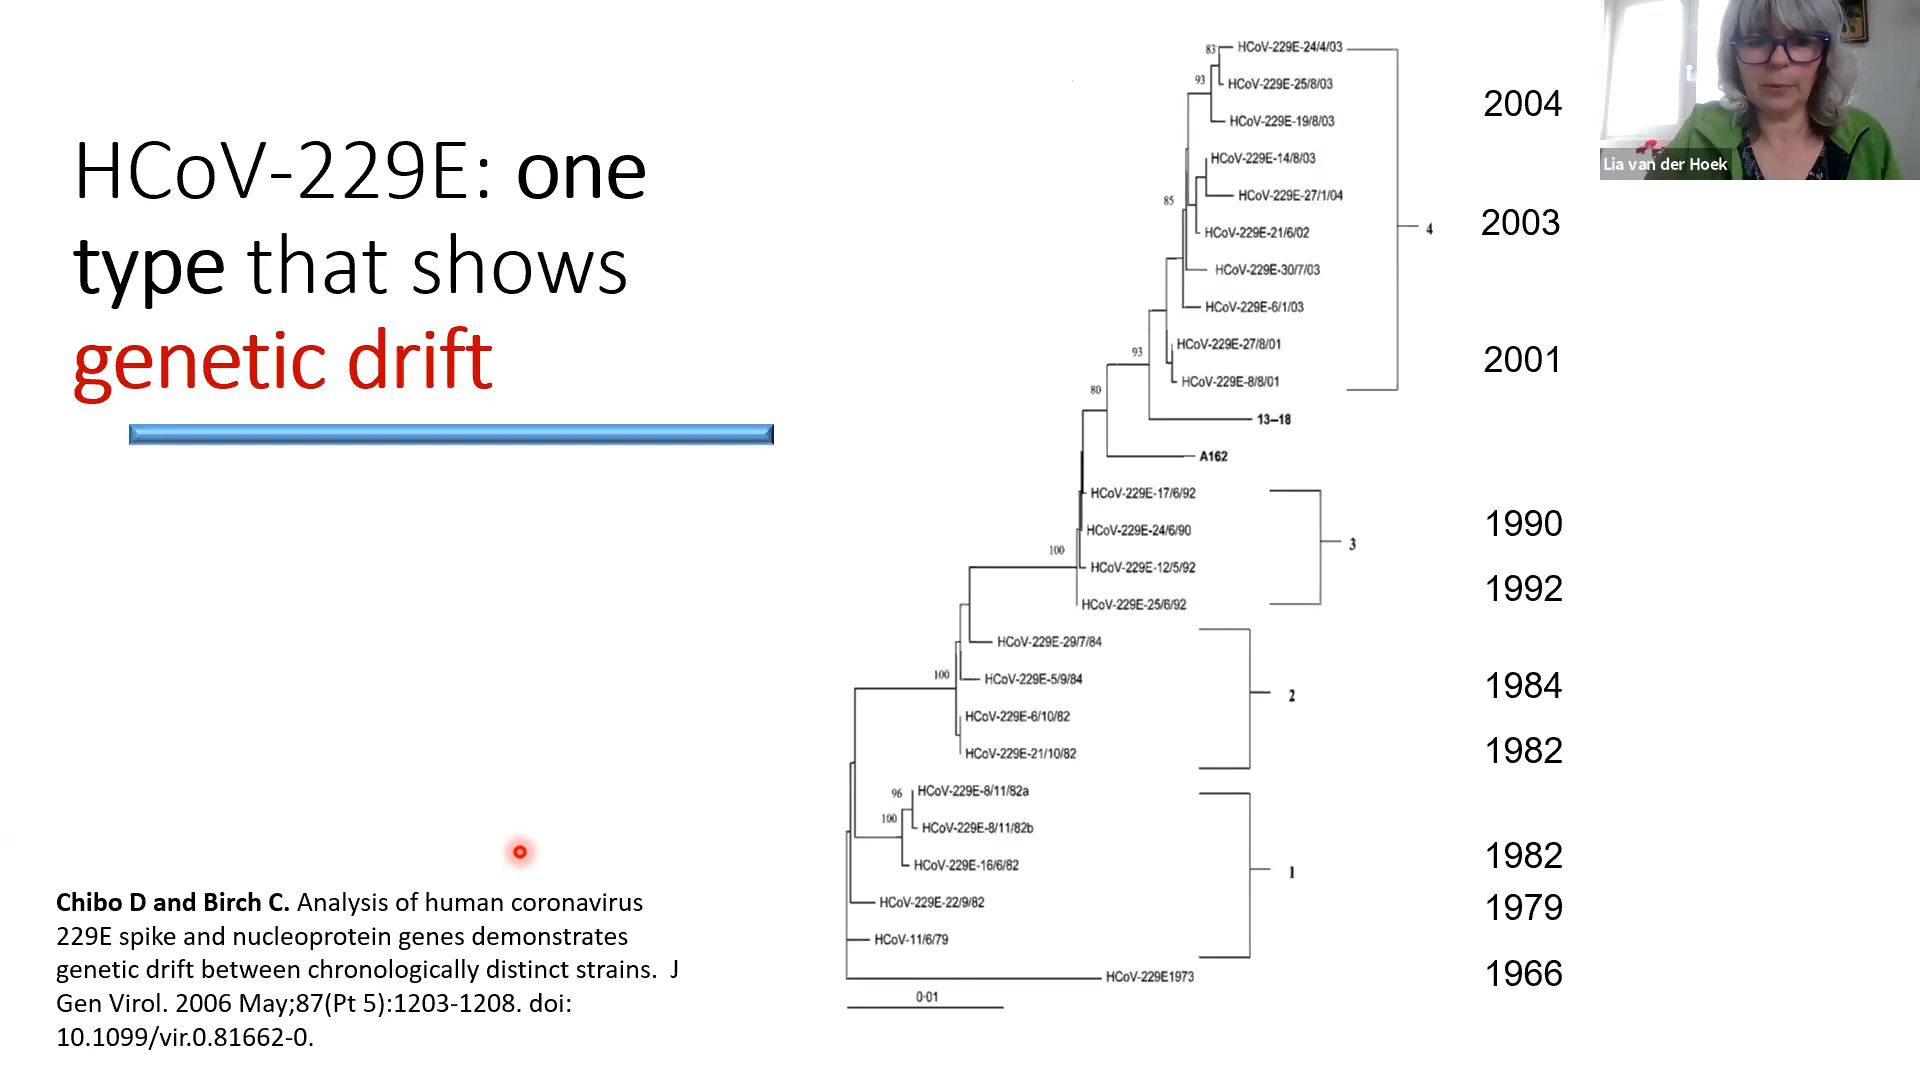 HCoV-229E: one
type that shows
genetic drift
Chibo D and Birch C. Analysis of human coronavirus
229E spike and nucleoprotein genes demonstrates
genetic drift between chronologically distinct strains. J
Gen Virol. 2006 May;87(Pt 5):1203-1208. doi:
10.1099/vir.0.81662-0.
83
HCoV-229E-24/4/03
93
HCoV-229E-25/8/03
HCoV-229E-19/8/03
HCoV-229E-14/8/03
85
HCoV-229E-27/1/04
HCoV-229E-21/6/02
4
HCoV-229E-30/7/03
HCoV-229E-6/1/03
93
HCoV-229E-27/8/01
80
HCoV-229E-8/8/01
13–18
A162
HCoV-229E-17/6/92
HCoV-229E-24/6/90
100
3
HCoV-229E-12/5/92
HCoV-229E-25/6/92
HCoV-229E-29/7/84
100
HCoV-229E-5/9/84
2
HCoV-229E-6/10/82
HCoV-229E-21/10/82
96
HCoV-229E-8/11/82a
100
HCoV-229E-8/11/82b
HCoV-229E-16/6/82
1
HCoV-229E-22/9/82
HCoV-11/6/79
HCoV-229E1973
0·01
2004
2003
2001
1990
1992
1984
1982
1982
1979
1966
Lia van der Hoek